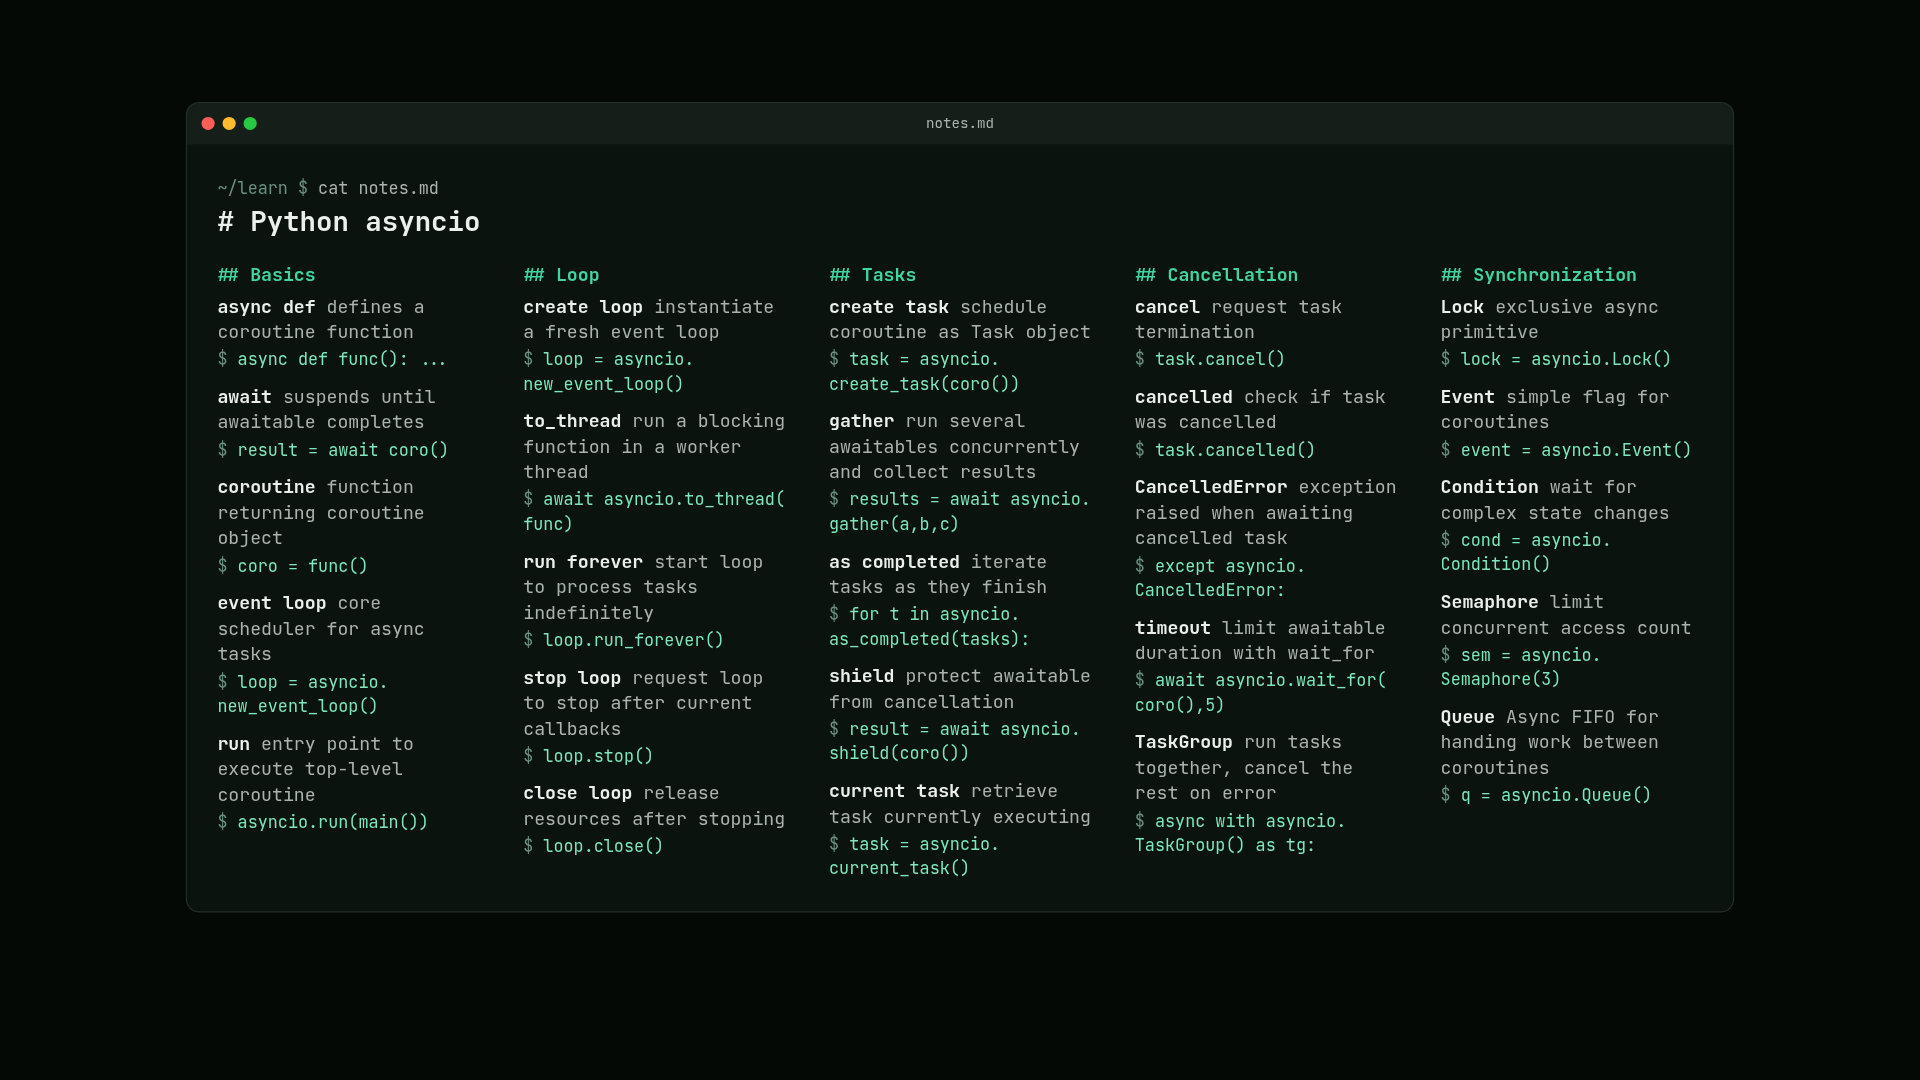 notes.md
~/learn $ cat notes.md
# Python asyncio
## Basics
async def defines a
coroutine function
$ async def func(): ...
await suspends until
awaitable completes
$ result = await coro()
coroutine function
returning coroutine
object
$ coro = func()
event loop core
scheduler for async
tasks
$ loop = asyncio.
new_event_loop()
run entry point to
execute top-level
coroutine
$ asyncio.run(main())
## Loop
create loop instantiate
a fresh event loop
$ loop = asyncio.
new_event_loop()
to_thread run a blocking
function in a worker
thread
$ await asyncio.to_thread(
func)
run forever start loop
to process tasks
indefinitely
$ loop.run_forever()
stop loop request loop
to stop after current
callbacks
$ loop.stop()
close loop release
resources after stopping
$ loop.close()
## Tasks
create task schedule
coroutine as Task object
$ task = asyncio.
create_task(coro())
gather run several
awaitables concurrently
and collect results
$ results = await asyncio.
gather(a,b,c)
as completed iterate
tasks as they finish
$ for t in asyncio.
as_completed(tasks):
shield protect awaitable
from cancellation
$ result = await asyncio.
shield(coro())
current task retrieve
task currently executing
$ task = asyncio.
current_task()
## Cancellation
cancel request task
termination
$ task.cancel()
cancelled check if task
was cancelled
$ task.cancelled()
CancelledError exception
raised when awaiting
cancelled task
$ except asyncio.
CancelledError:
timeout limit awaitable
duration with wait_for
$ await asyncio.wait_for(
coro(),5)
TaskGroup run tasks
together, cancel the
rest on error
$ async with asyncio.
TaskGroup() as tg:
## Synchronization
Lock exclusive async
primitive
$ lock = asyncio.Lock()
Event simple flag for
coroutines
$ event = asyncio.Event()
Condition wait for
complex state changes
$ cond = asyncio.
Condition()
Semaphore limit
concurrent access count
$ sem = asyncio.
Semaphore(3)
Queue Async FIFO for
handing work between
coroutines
$ q = asyncio.Queue()